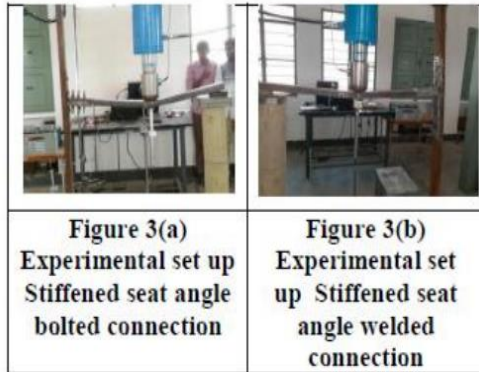 Figure 3(a)
Experimental set up
Stiffened seat angle
bolted connection
Figure 3(b)
Experimental set
up Stiffened seat
angle welded
connection